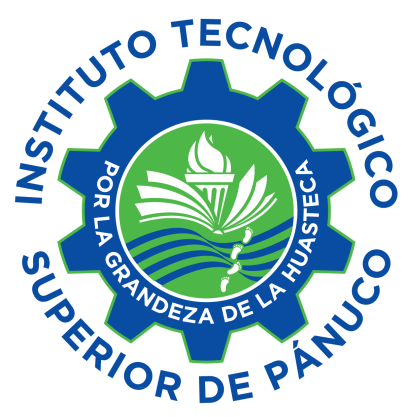 INSTITUTO TECNOLÓGICO
SUPERIOR DE PÁNUCO
POR LA GRANDEZA DE LA HUASTECA